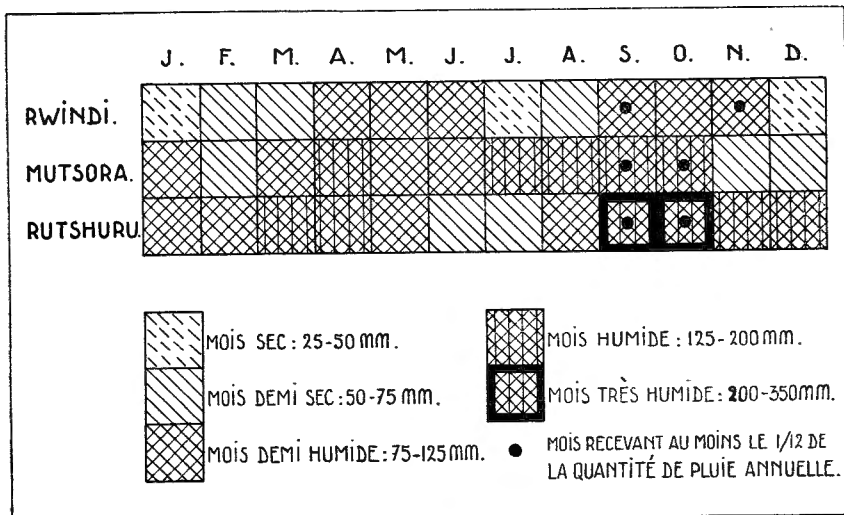 J. F. M. A. M. J. J. A. S. O. N. D.
RWINDI.
MUTSORA.
RUTSHURU.
MOIS SEC : 25-50 MM.
MOIS DEMI SEC : 50-75 MM.
MOIS DEMI HUMIDE : 75-125 MM.
MOIS HUMIDE : 125-200 MM.
MOIS TRÈS HUMIDE : 200-350 MM.
MOIS RECEVANT AU MOINS LE 1/12 DE
LA QUANTITÉ DE PLUIE ANNUELLE.